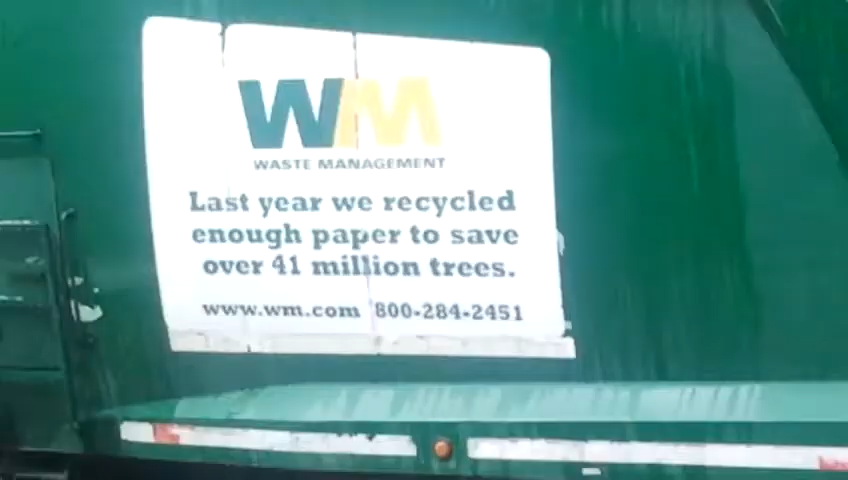 WM
WASTE MANAGEMENT
Last year we recycled
enough paper to save
over 41 million trees.
www.wm.com 800-284-2451